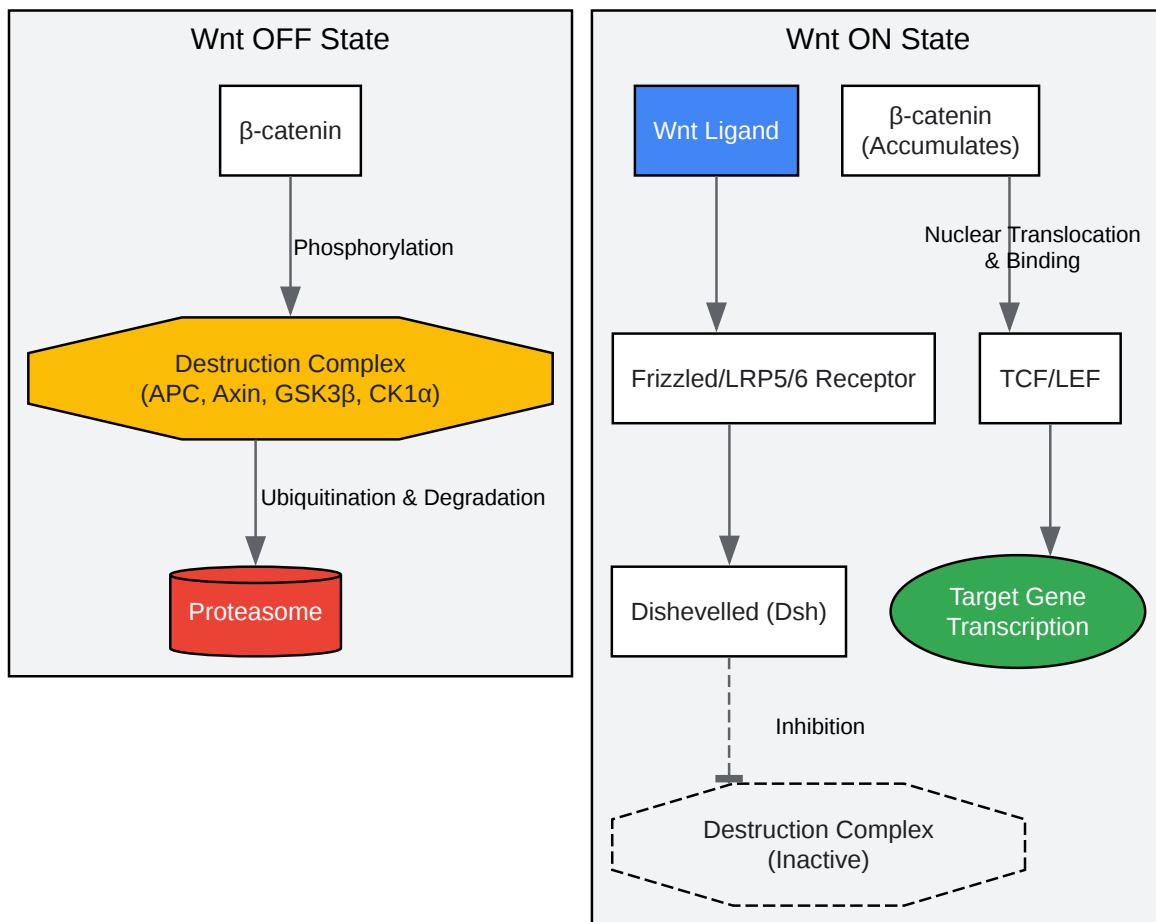 Wnt OFF State
β-catenin
Phosphorylation
Destruction Complex
(APC, Axin, GSK3β, CK1α)
Ubiquitination & Degradation
Proteasome
Wnt ON State
Wnt Ligand
Frizzled/LRP5/6 Receptor
Dishevelled (Dsh)
Inhibition
Destruction Complex
(Inactive)
β-catenin
(Accumulates)
Nuclear Translocation
& Binding
TCF/LEF
Target Gene
Transcription